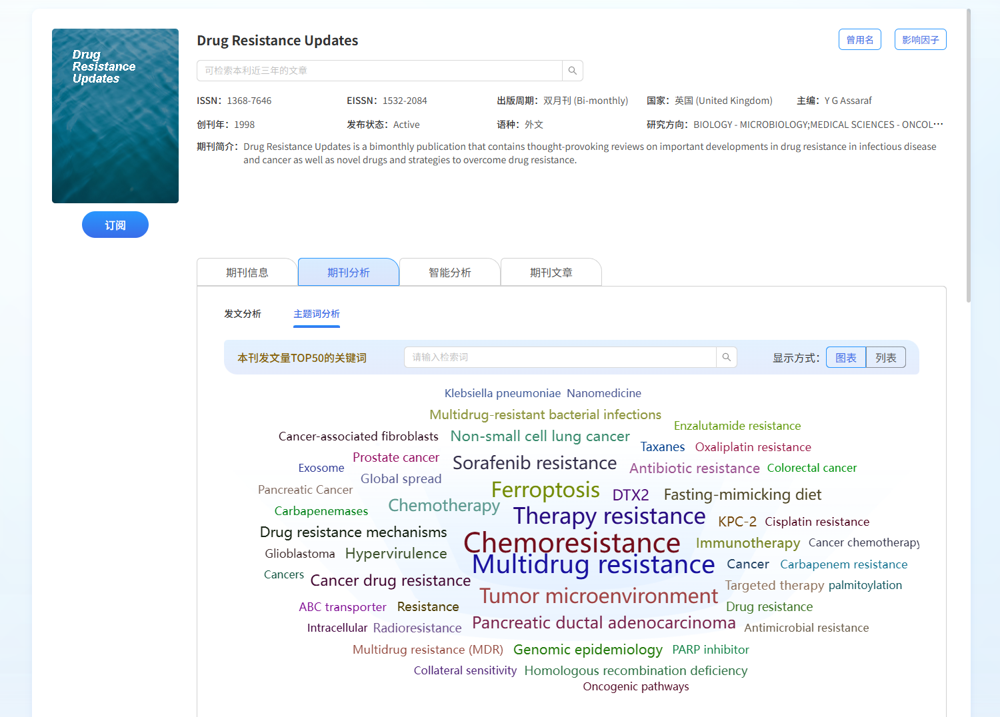 Drug
Resistance
Updates
订阅
Drug Resistance Updates
曾用名
影响因子
可检索本利近三年的文章
ISSN：1368-7646
EISSN：1532-2084
出版周期：双月刊 (Bi-monthly)
国家：英国 (United Kingdom)
主编：Y G Assaraf
创刊年：1998
发布状态：Active
语种：外文
研究方向：BIOLOGY - MICROBIOLOGY;MEDICAL SCIENCES - ONCOL···
期刊简介：Drug Resistance Updates is a bimonthly publication that contains thought-provoking reviews on important developments in drug resistance in infectious disease
and cancer as well as novel drugs and strategies to overcome drug resistance.
期刊信息
期刊分析
智能分析
期刊文章
发文分析
主题词分析
本刊发文量TOP50的关键词
请输入检索词
显示方式：
图表
列表
Klebsiella pneumoniae
Nanomedicine
Multidrug-resistant bacterial infections
Enzalutamide resistance
Cancer-associated fibroblasts
Non-small cell lung cancer
Taxanes
Oxaliplatin resistance
Prostate cancer
Sorafenib resistance
Exosome
Antibiotic resistance
Colorectal cancer
Global spread
Pancreatic Cancer
Ferroptosis
DTX2
Fasting-mimicking diet
Chemotherapy
Carbapenemases
Therapy resistance
KPC-2
Cisplatin resistance
Drug resistance mechanisms
Chemoresistance
Immunotherapy
Cancer chemotherapy
Glioblastoma
Hypervirulence
Multidrug resistance
Cancer
Carbapenem resistance
Cancers
Cancer drug resistance
Targeted therapy
palmitoylation
Tumor microenvironment
ABC transporter
Resistance
Drug resistance
Intracellular
Radioresistance
Pancreatic ductal adenocarcinoma
Antimicrobial resistance
Multidrug resistance (MDR)
Genomic epidemiology
PARP inhibitor
Collateral sensitivity
Homologous recombination deficiency
Oncogenic pathways